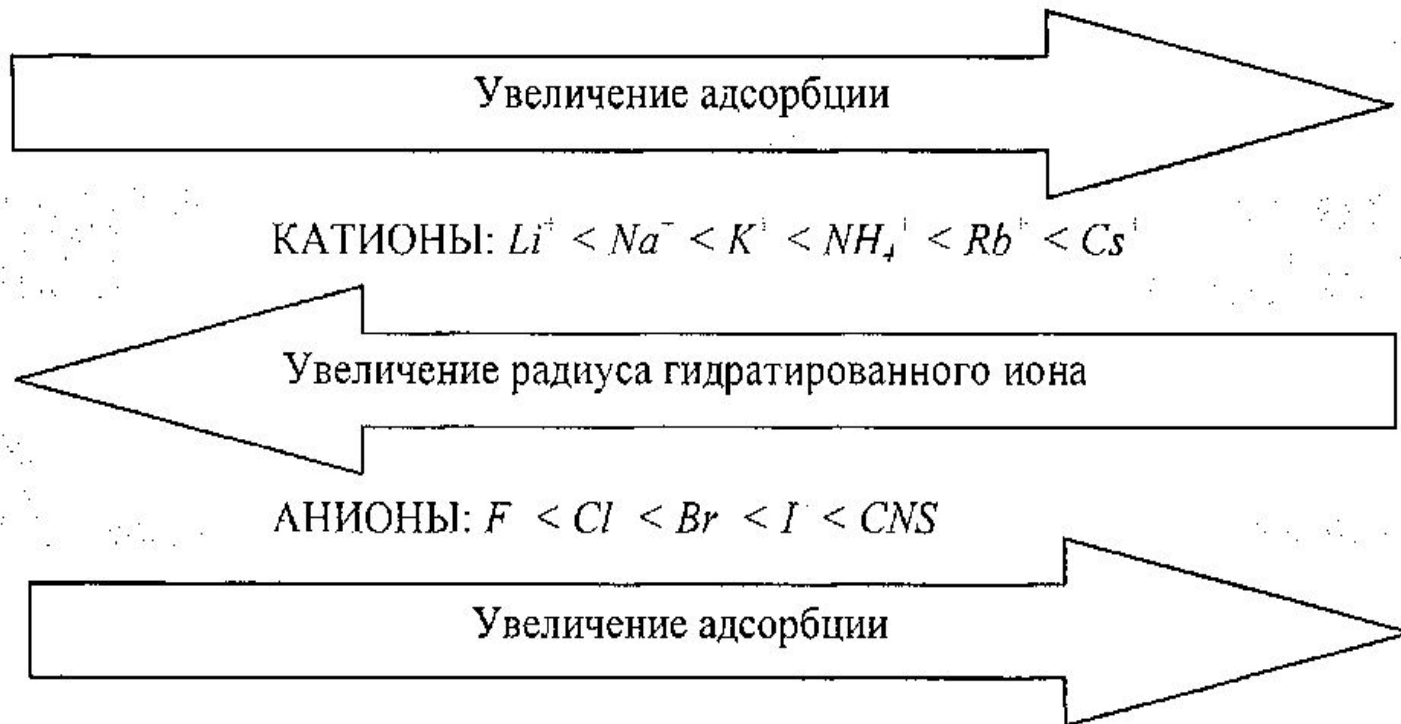 Увеличение адсорбции
КАТИОНЫ: Li⁺ < Na⁻ < K⁺ < NH₄⁺ < Rb⁺ < Cs⁺
Увеличение радиуса гидратированного иона
АНИОНЫ: F < Cl < Br < I < CNS
Увеличение адсорбции